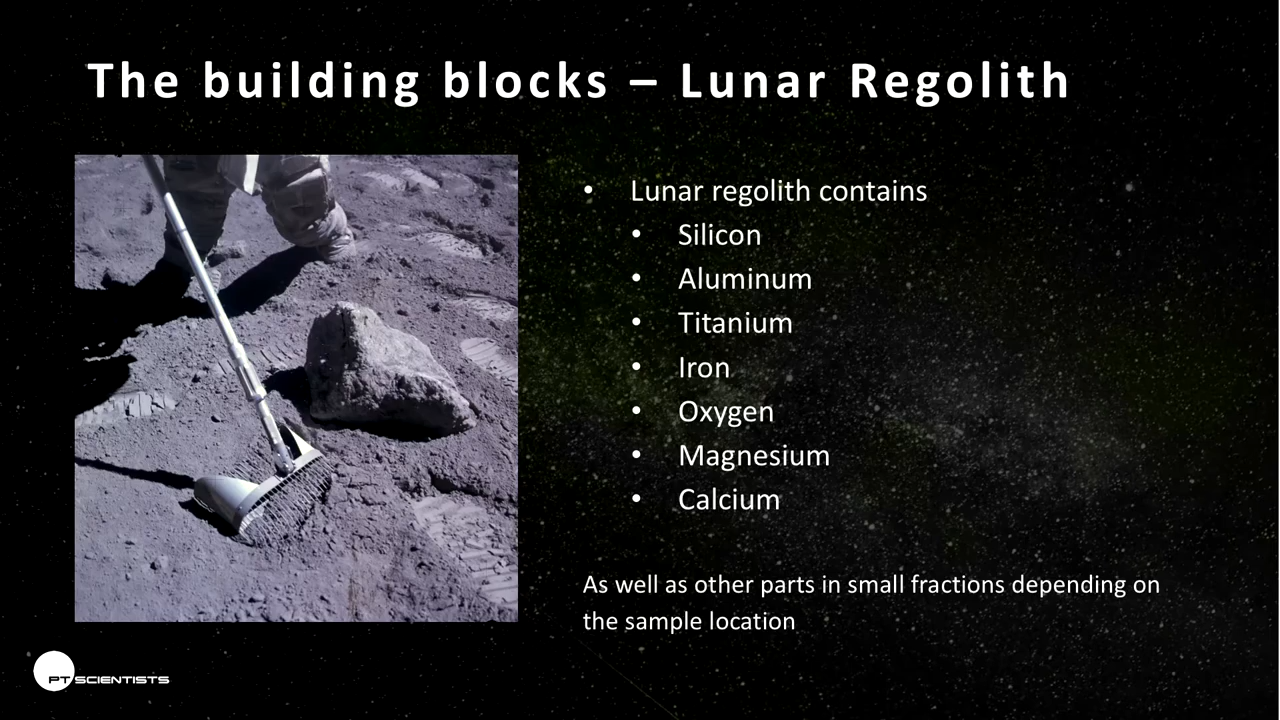 The building blocks – Lunar Regolith
• Lunar regolith contains
• Silicon
• Aluminum
• Titanium
• Iron
• Oxygen
• Magnesium
• Calcium
As well as other parts in small fractions depending on
the sample location
PT SCIENTISTS